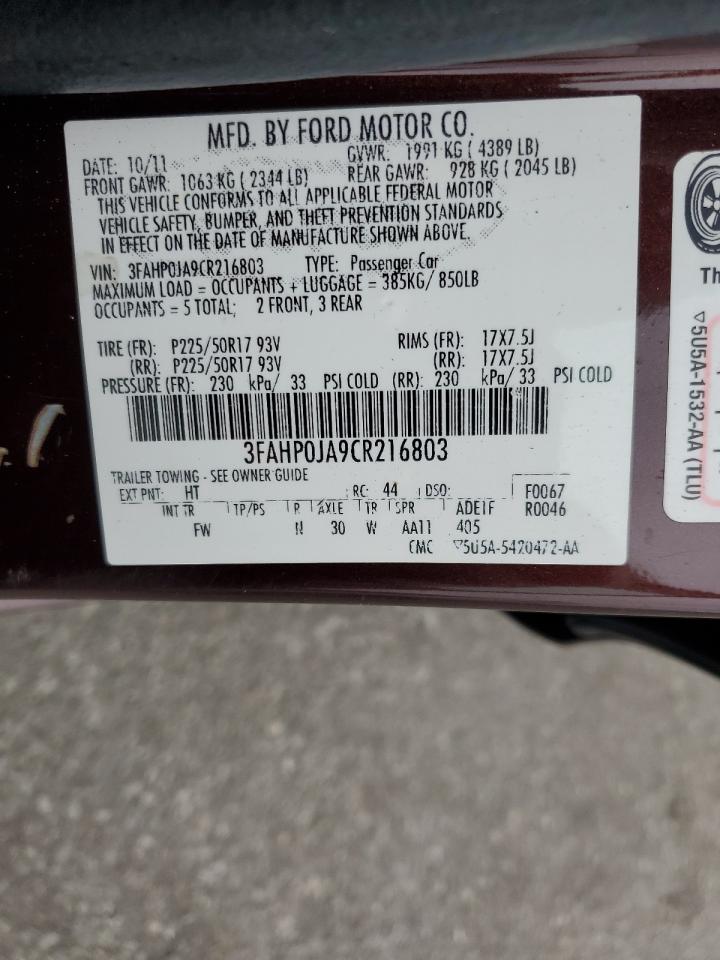 MFD. BY FORD MOTOR CO.
DATE: 10/11 GVWR: 1991 KG ( 4389 LB)
FRONT GAWR: 1063 KG ( 2344 LB) REAR GAWR: 928 KG ( 2045 LB)
THIS VEHICLE CONFORMS TO ALL APPLICABLE FEDERAL MOTOR
VEHICLE SAFETY, BUMPER, AND THEFT PREVENTION STANDARDS
IN EFFECT ON THE DATE OF MANUFACTURE SHOWN ABOVE.
VIN: 3FAHP0JA9CR216803 TYPE: Passenger Car
MAXIMUM LOAD = OCCUPANTS + LUGGAGE = 385KG/ 850LB
OCCUPANTS = 5 TOTAL; 2 FRONT, 3 REAR
TIRE (FR): P225/50R17 93V RIMS (FR): 17X7.5J
(RR): P225/50R17 93V (RR): 17X7.5J
PRESSURE (FR): 230 kPa/ 33 PSI COLD (RR): 230 kPa/ 33 PSI COLD
3FAHP0JA9CR216803
TRAILER TOWING - SEE OWNER GUIDE
EXT PNT: HT RC: 44 DSO: F0067
INT TR TP/PS R AXLE TR SPR ADE1F R0046
FW N 30 W AA11 405
CMC ▽5U5A-5420472-AA
Th
▽5U5A-1532-AA (TLU)